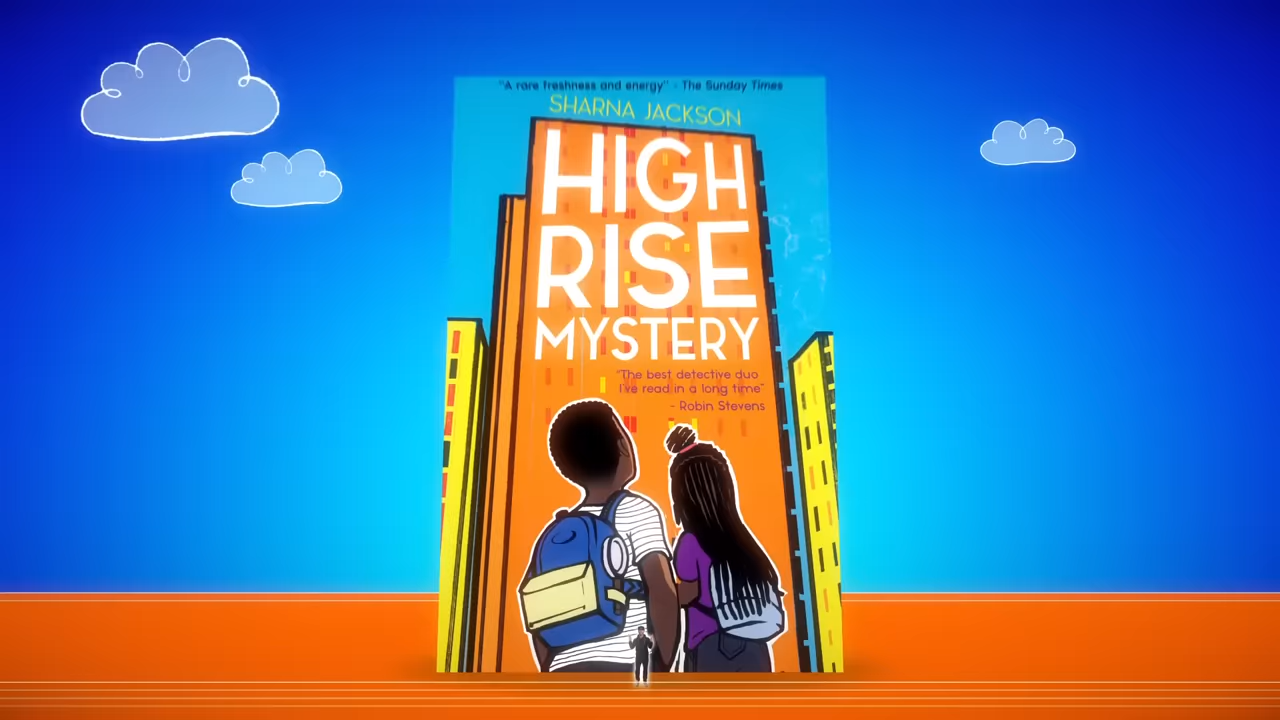 "A rare freshness and energy" - The Sunday Times
SHARNA JACKSON
HIGH
RISE
MYSTERY
"The best detective duo
I've read in a long time"
- Robin Stevens